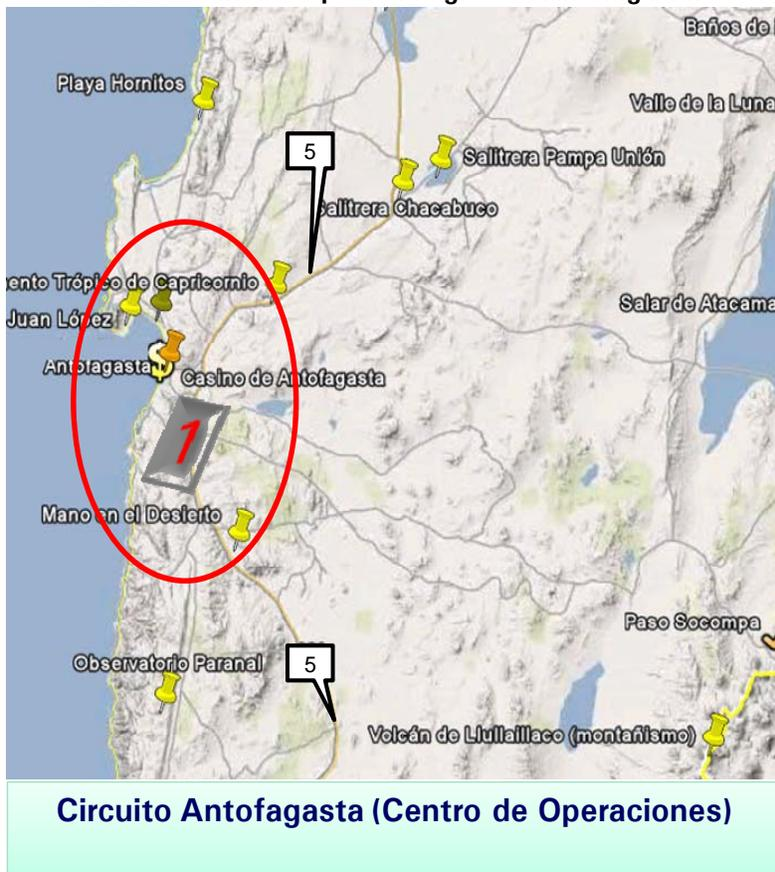 Baños de
Playa Hornitos
Valle de la Luna
5
Salitrera Pampa Unión
Salitrera Chacabuco
ento Trópico de Capricornio
Juan López
Salar de Atacama
Antofagasta
$
Casino de Antofagasta
1
Mano en el Desierto
Paso Socompa
Observatorio Paranal
5
Volcán de Llullaillaco (montañismo)
Circuito Antofagasta (Centro de Operaciones)